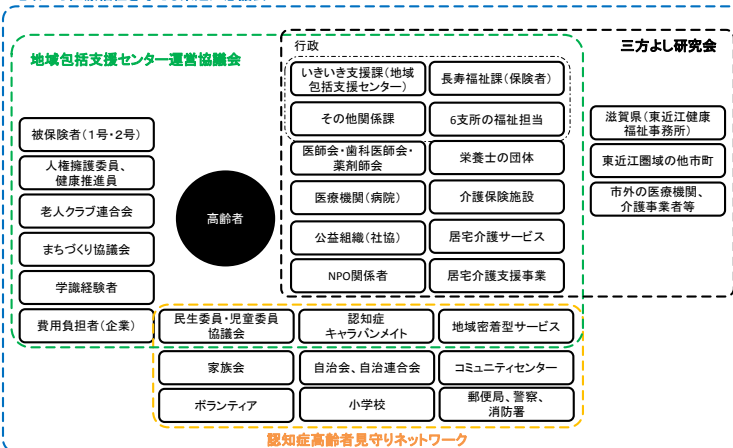 地域包括支援センター運営協議会
行政
三方よし研究会
いきいき支援課(地域
包括支援センター)
長寿福祉課(保険者)
その他関係課
6支所の福祉担当
滋賀県(東近江健康
福祉事務所)
被保険者(1号・2号)
医師会・歯科医師会・
薬剤師会
栄養士の団体
東近江圏域の他市町
人権擁護委員、
健康推進員
医療機関(病院)
介護保険施設
市外の医療機関、
介護事業者等
老人クラブ連合会
高齢者
まちづくり協議会
公益組織(社協)
居宅介護サービス
学識経験者
NPO関係者
居宅介護支援事業
費用負担者(企業)
民生委員・児童委員
協議会
認知症
キャラバンメイト
地域密着型サービス
家族会
自治会、自治連合会
コミュニティセンター
ボランティア
小学校
郵便局、警察、
消防署
認知症高齢者見守りネットワーク